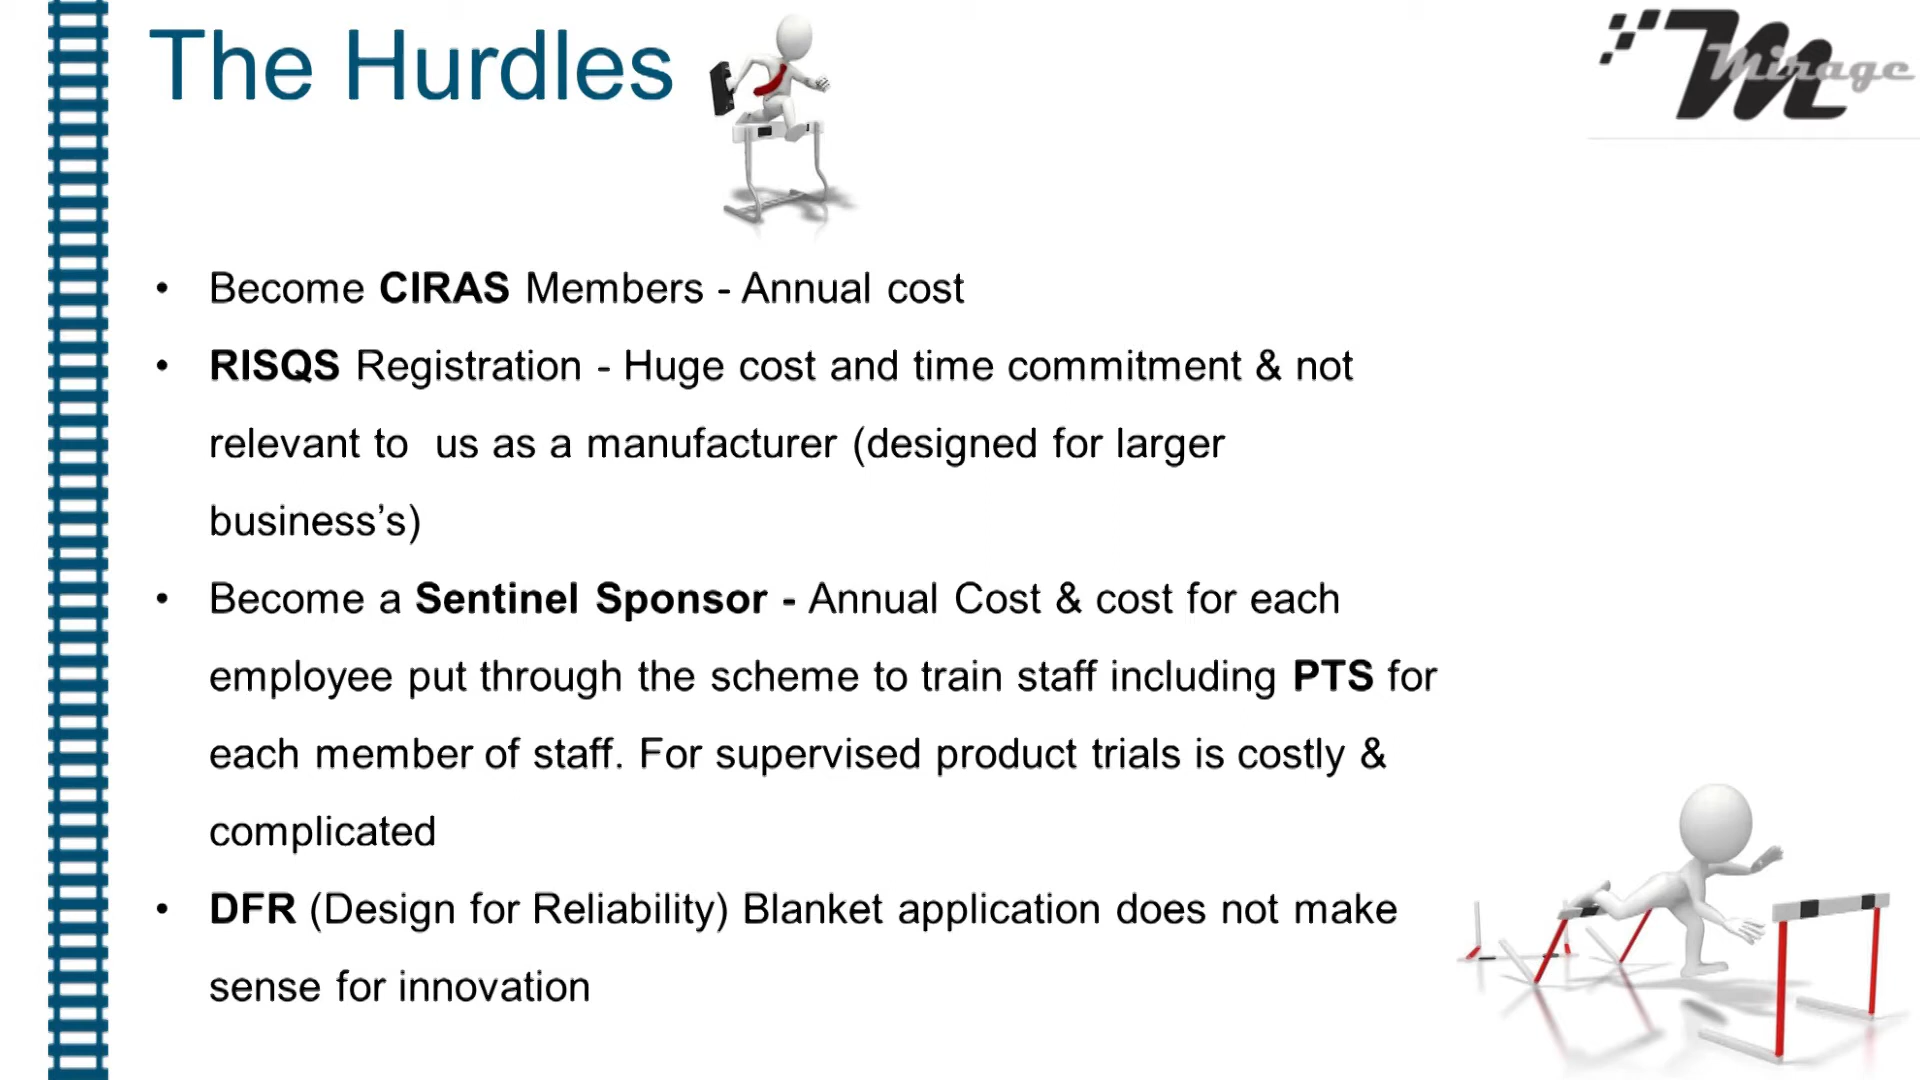 The Hurdles
Mirage
• Become CIRAS Members - Annual cost
• RISQS Registration - Huge cost and time commitment & not
relevant to  us as a manufacturer (designed for larger
business’s)
• Become a Sentinel Sponsor - Annual Cost & cost for each
employee put through the scheme to train staff including PTS for
each member of staff. For supervised product trials is costly &
complicated
• DFR (Design for Reliability) Blanket application does not make
sense for innovation